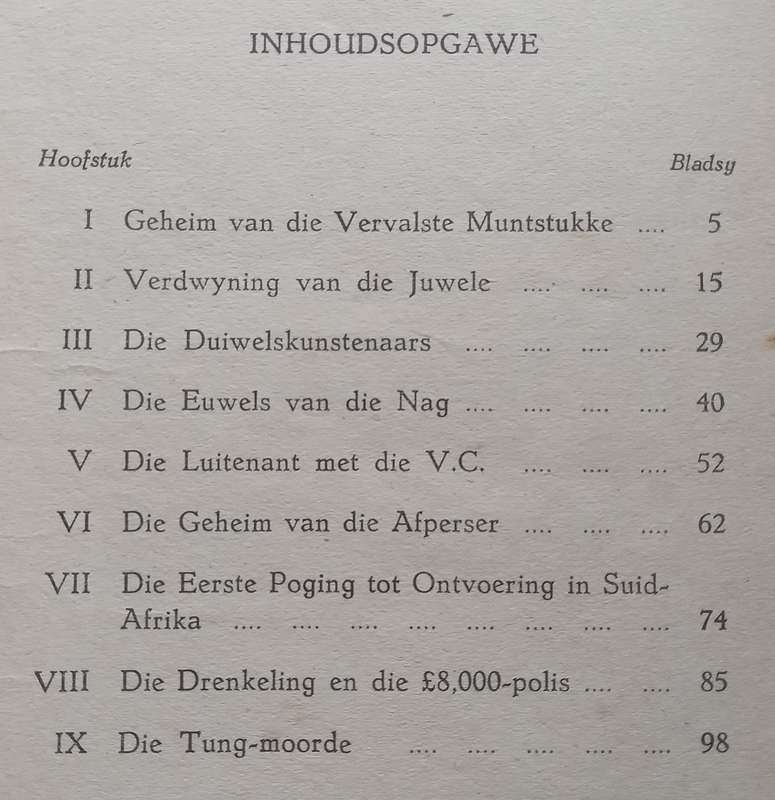 INHOUDSOPGAWE
Hoofstuk Bladsy
I Geheim van die Vervalste Muntstukke .... 5
II Verdwyning van die Juwele .... .... .... 15
III Die Duiwelskunstenaars .... .... .... .... 29
IV Die Euwels van die Nag .... .... .... .... 40
V Die Luitenant met die V.C. .... .... .... 52
VI Die Geheim van die Afperser .... .... .... 62
VII Die Eerste Poging tot Ontvoering in Suid-
Afrika .... .... .... .... .... .... .... .... 74
VIII Die Drenkeling en die £8,000-polis .... .... 85
IX Die Tung-moorde .... .... .... .... .... 98